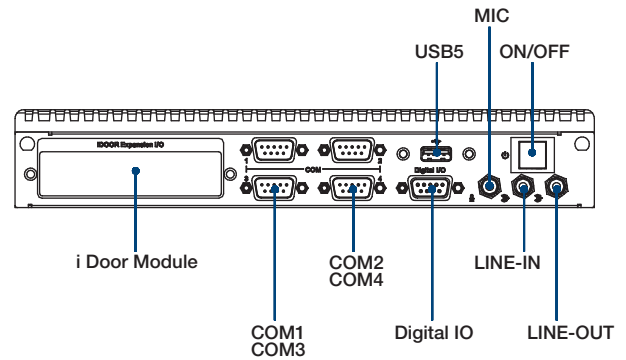 MIC
USB5
ON/OFF
iDOOR Expansion I/O
1
2
COM
Digital I/O
3
4
i Door Module
COM2
COM4
LINE-IN
COM1
COM3
Digital IO
LINE-OUT